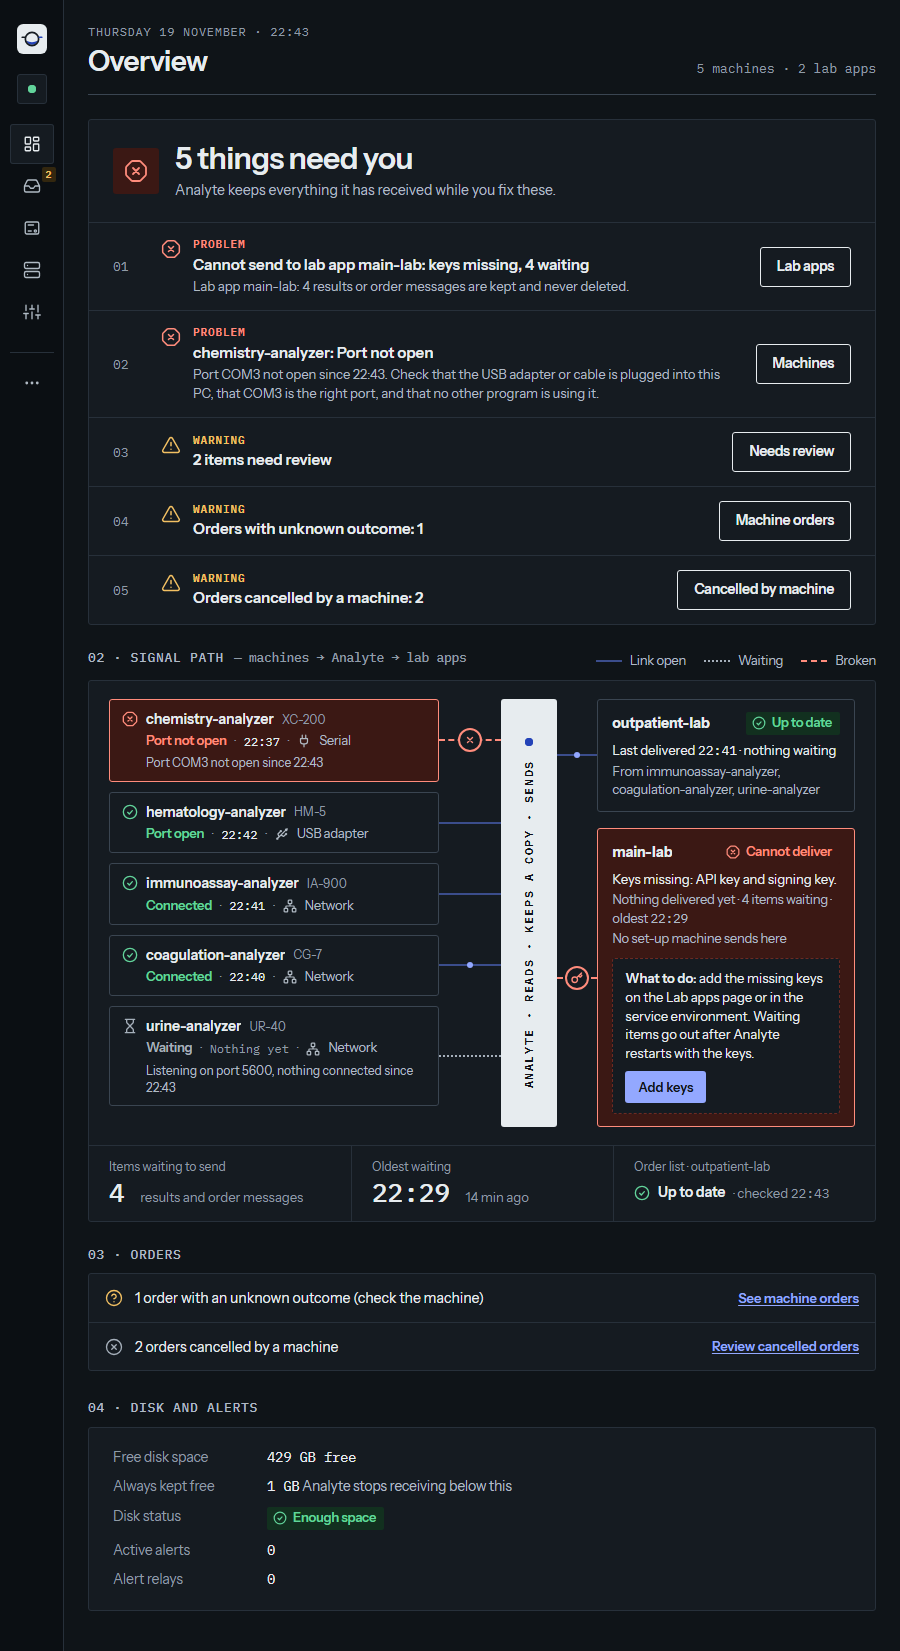 THURSDAY 19 NOVEMBER · 22:43
Overview
5 machines · 2 lab apps
2
5 things need you
Analyte keeps everything it has received while you fix these.
01
PROBLEM
Cannot send to lab app main-lab: keys missing, 4 waiting
Lab app main-lab: 4 results or order messages are kept and never deleted.
Lab apps
02
PROBLEM
chemistry-analyzer: Port not open
Port COM3 not open since 22:43. Check that the USB adapter or cable is plugged into this
PC, that COM3 is the right port, and that no other program is using it.
Machines
03
WARNING
2 items need review
Needs review
04
WARNING
Orders with unknown outcome: 1
Machine orders
05
WARNING
Orders cancelled by a machine: 2
Cancelled by machine
02 · SIGNAL PATH — machines → Analyte → lab apps
Link open
Waiting
Broken
chemistry-analyzer XC-200
Port not open · 22:37 · Serial
Port COM3 not open since 22:43
hematology-analyzer HM-5
Port open · 22:42 · USB adapter
immunoassay-analyzer IA-900
Connected · 22:41 · Network
coagulation-analyzer CG-7
Connected · 22:40 · Network
urine-analyzer UR-40
Waiting · Nothing yet · Network
Listening on port 5600, nothing connected since
22:43
ANALYTE · READS · KEEPS A COPY · SENDS
outpatient-lab Up to date
Last delivered 22:41 · nothing waiting
From immunoassay-analyzer,
coagulation-analyzer, urine-analyzer
main-lab Cannot deliver
Keys missing: API key and signing key.
Nothing delivered yet · 4 items waiting ·
oldest 22:29
No set-up machine sends here
What to do: add the missing keys
on the Lab apps page or in the
service environment. Waiting
items go out after Analyte
restarts with the keys.
Add keys
Items waiting to send
4 results and order messages
Oldest waiting
22:29 14 min ago
Order list · outpatient-lab
Up to date · checked 22:43
03 · ORDERS
1 order with an unknown outcome (check the machine)
See machine orders
2 orders cancelled by a machine
Review cancelled orders
04 · DISK AND ALERTS
Free disk space 429 GB free
Always kept free 1 GB Analyte stops receiving below this
Disk status Enough space
Active alerts 0
Alert relays 0